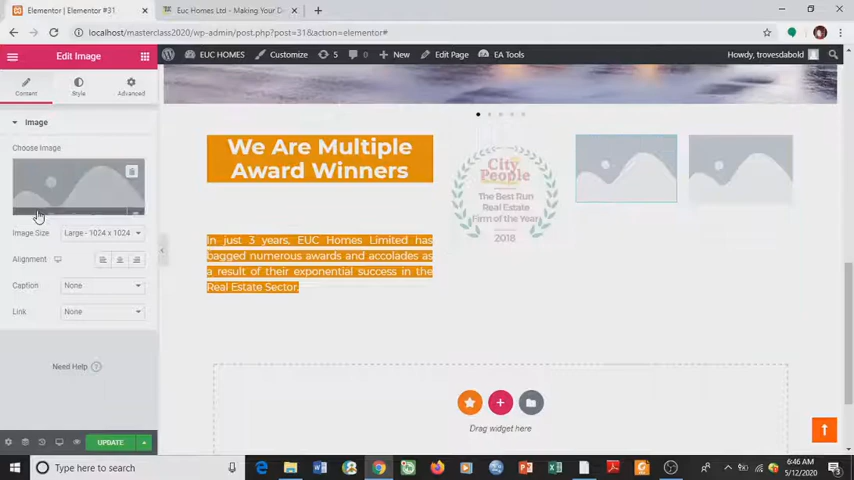 Elementor | Elementor #31
Euc Homes Ltd - Making Your D
localhost/masterclass2020/wp-admin/post.php?post=31&action=elementor#
Edit Image
EUC HOMES
Customize
5
0
New
Edit Page
EA Tools
Howdy, trovesdabold
Content
Style
Advanced
Image
Choose Image
Image Size
Large - 1024 x 1024
Alignment
Caption
None
Link
None
Need Help
UPDATE
We Are Multiple
Award Winners
In just 3 years, EUC Homes Limited has
bagged numerous awards and accolades as
a result of their exponential success in the
Real Estate Sector.
City
People
The Best Run
Real Estate
Firm of the Year
2018
Drag widget here
Type here to search
6:46 AM
5/12/2020